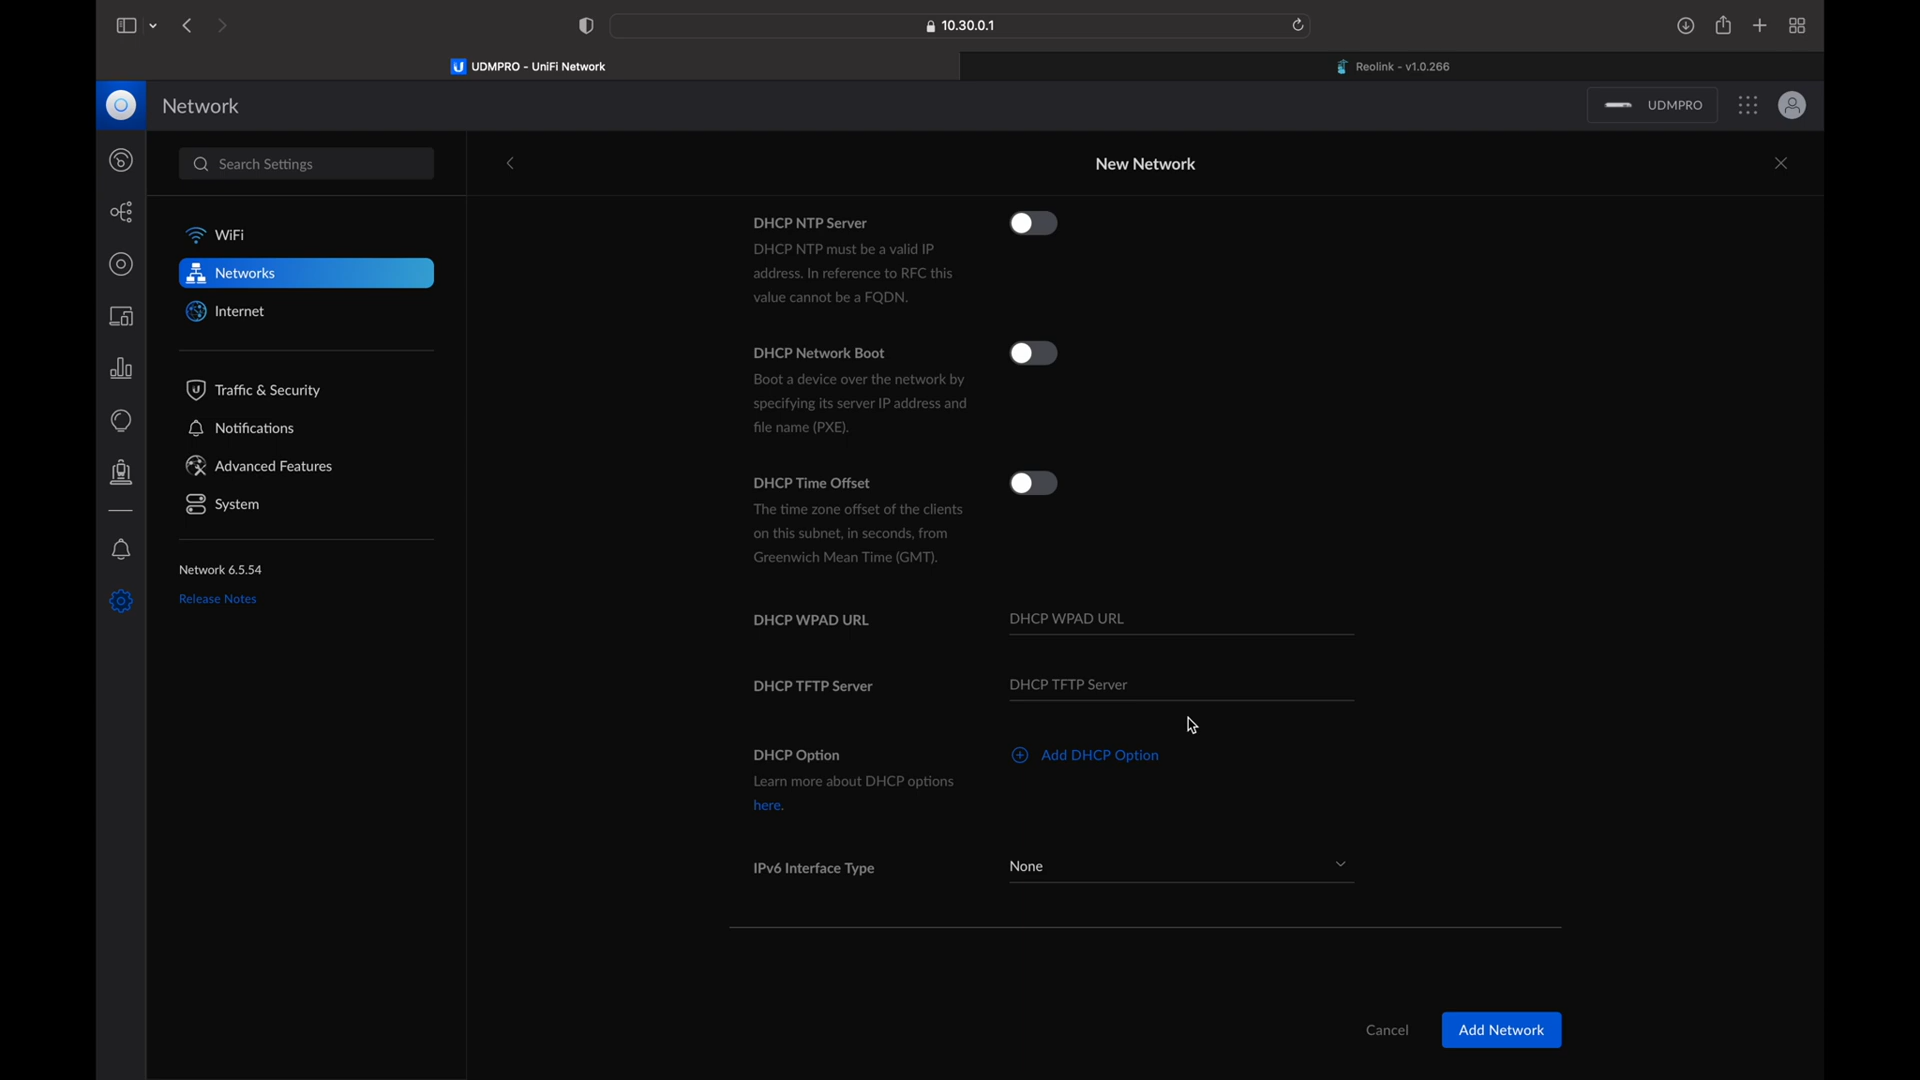 10.30.0.1
UDMPRO - UniFi Network
Reolink - v1.0.266
Network
UDMPRO
Search Settings
New Network
WiFi
Networks
Internet
Traffic & Security
Notifications
Advanced Features
System
Network 6.5.54
Release Notes
DHCP NTP Server
DHCP NTP must be a valid IP
address. In reference to RFC this
value cannot be a FQDN.
DHCP Network Boot
Boot a device over the network by
specifying its server IP address and
file name (PXE).
DHCP Time Offset
The time zone offset of the clients
on this subnet, in seconds, from
Greenwich Mean Time (GMT).
DHCP WPAD URL
DHCP WPAD URL
DHCP TFTP Server
DHCP TFTP Server
DHCP Option
Add DHCP Option
Learn more about DHCP options
here.
IPv6 Interface Type
None
Cancel
Add Network